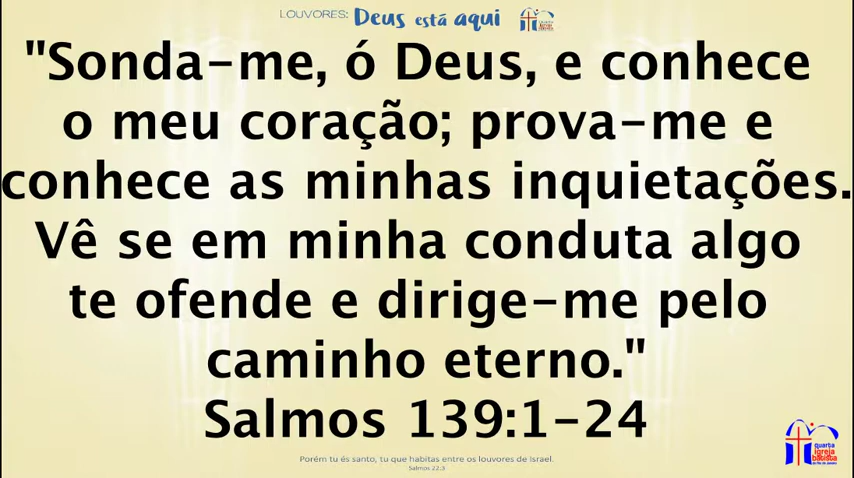 LOUVORES: Deus está aqui
"Sonda-me, ó Deus, e conhece
o meu coração; prova-me e
conhece as minhas inquietações.
Vê se em minha conduta algo
te ofende e dirige-me pelo
caminho eterno."
Salmos 139:1-24
quarta
igreja
batista
Porém tu és santo, tu que habitas entre os louvores de Israel.
Salmos 22.3